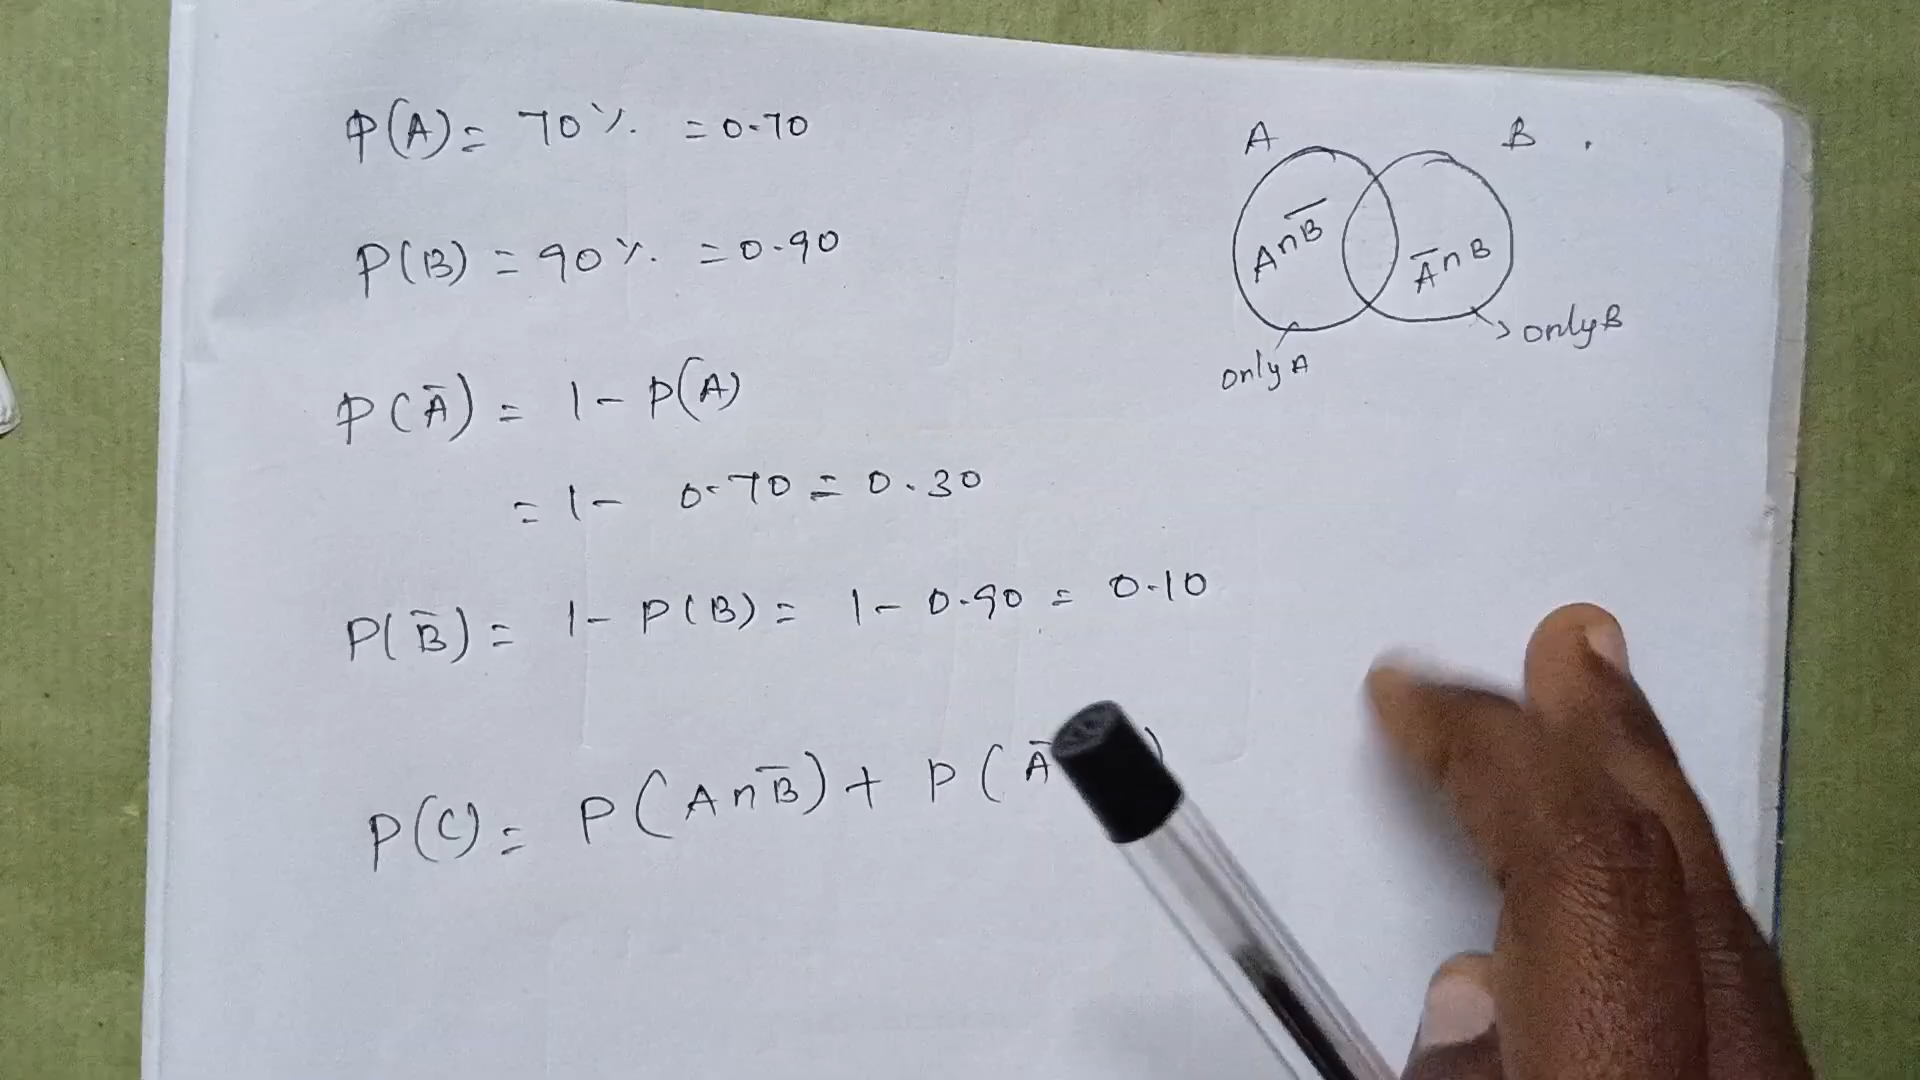 P(A) = 70% = 0.70
P(B) = 90% = 0.90
P(Ā) = 1 - P(A)
= 1 - 0.70 = 0.30
P(B̄) = 1 - P(B) = 1 - 0.90 = 0.10
P(C) = P(A∩B̄) + P(Ā )
A B .
A∩B̄ Ā∩B
only A only B